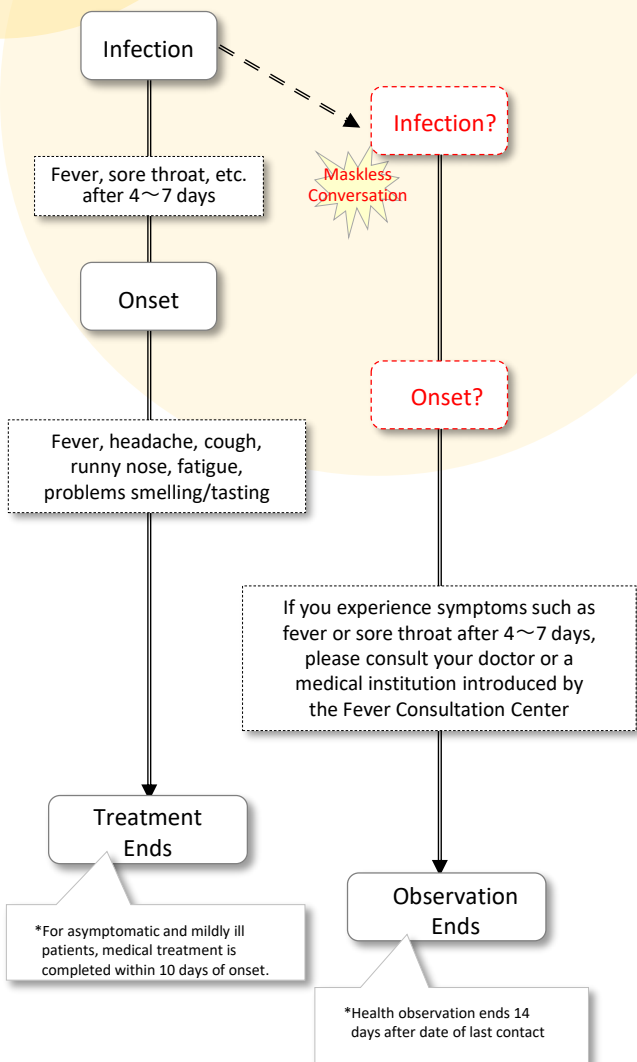 Infection
Infection?
Maskless
Conversation
Fever, sore throat, etc.
after 4～7 days
Onset
Onset?
Fever, headache, cough,
runny nose, fatigue,
problems smelling/tasting
If you experience symptoms such as
fever or sore throat after 4～7 days,
please consult your doctor or a
medical institution introduced by
the Fever Consultation Center
Treatment
Ends
*For asymptomatic and mildly ill
patients, medical treatment is
completed within 10 days of onset.
Observation
Ends
*Health observation ends 14
days after date of last contact